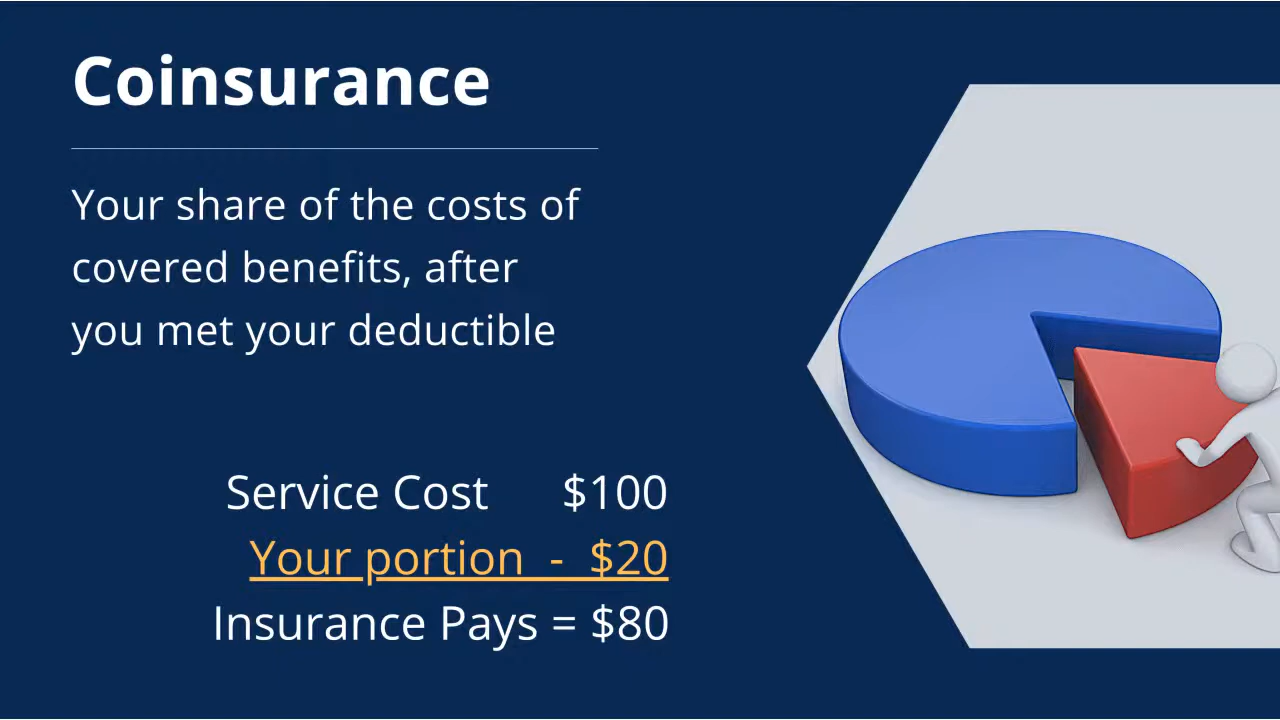 Coinsurance
Your share of the costs of
covered benefits, after
you met your deductible
Service Cost $100
Your portion - $20
Insurance Pays = $80